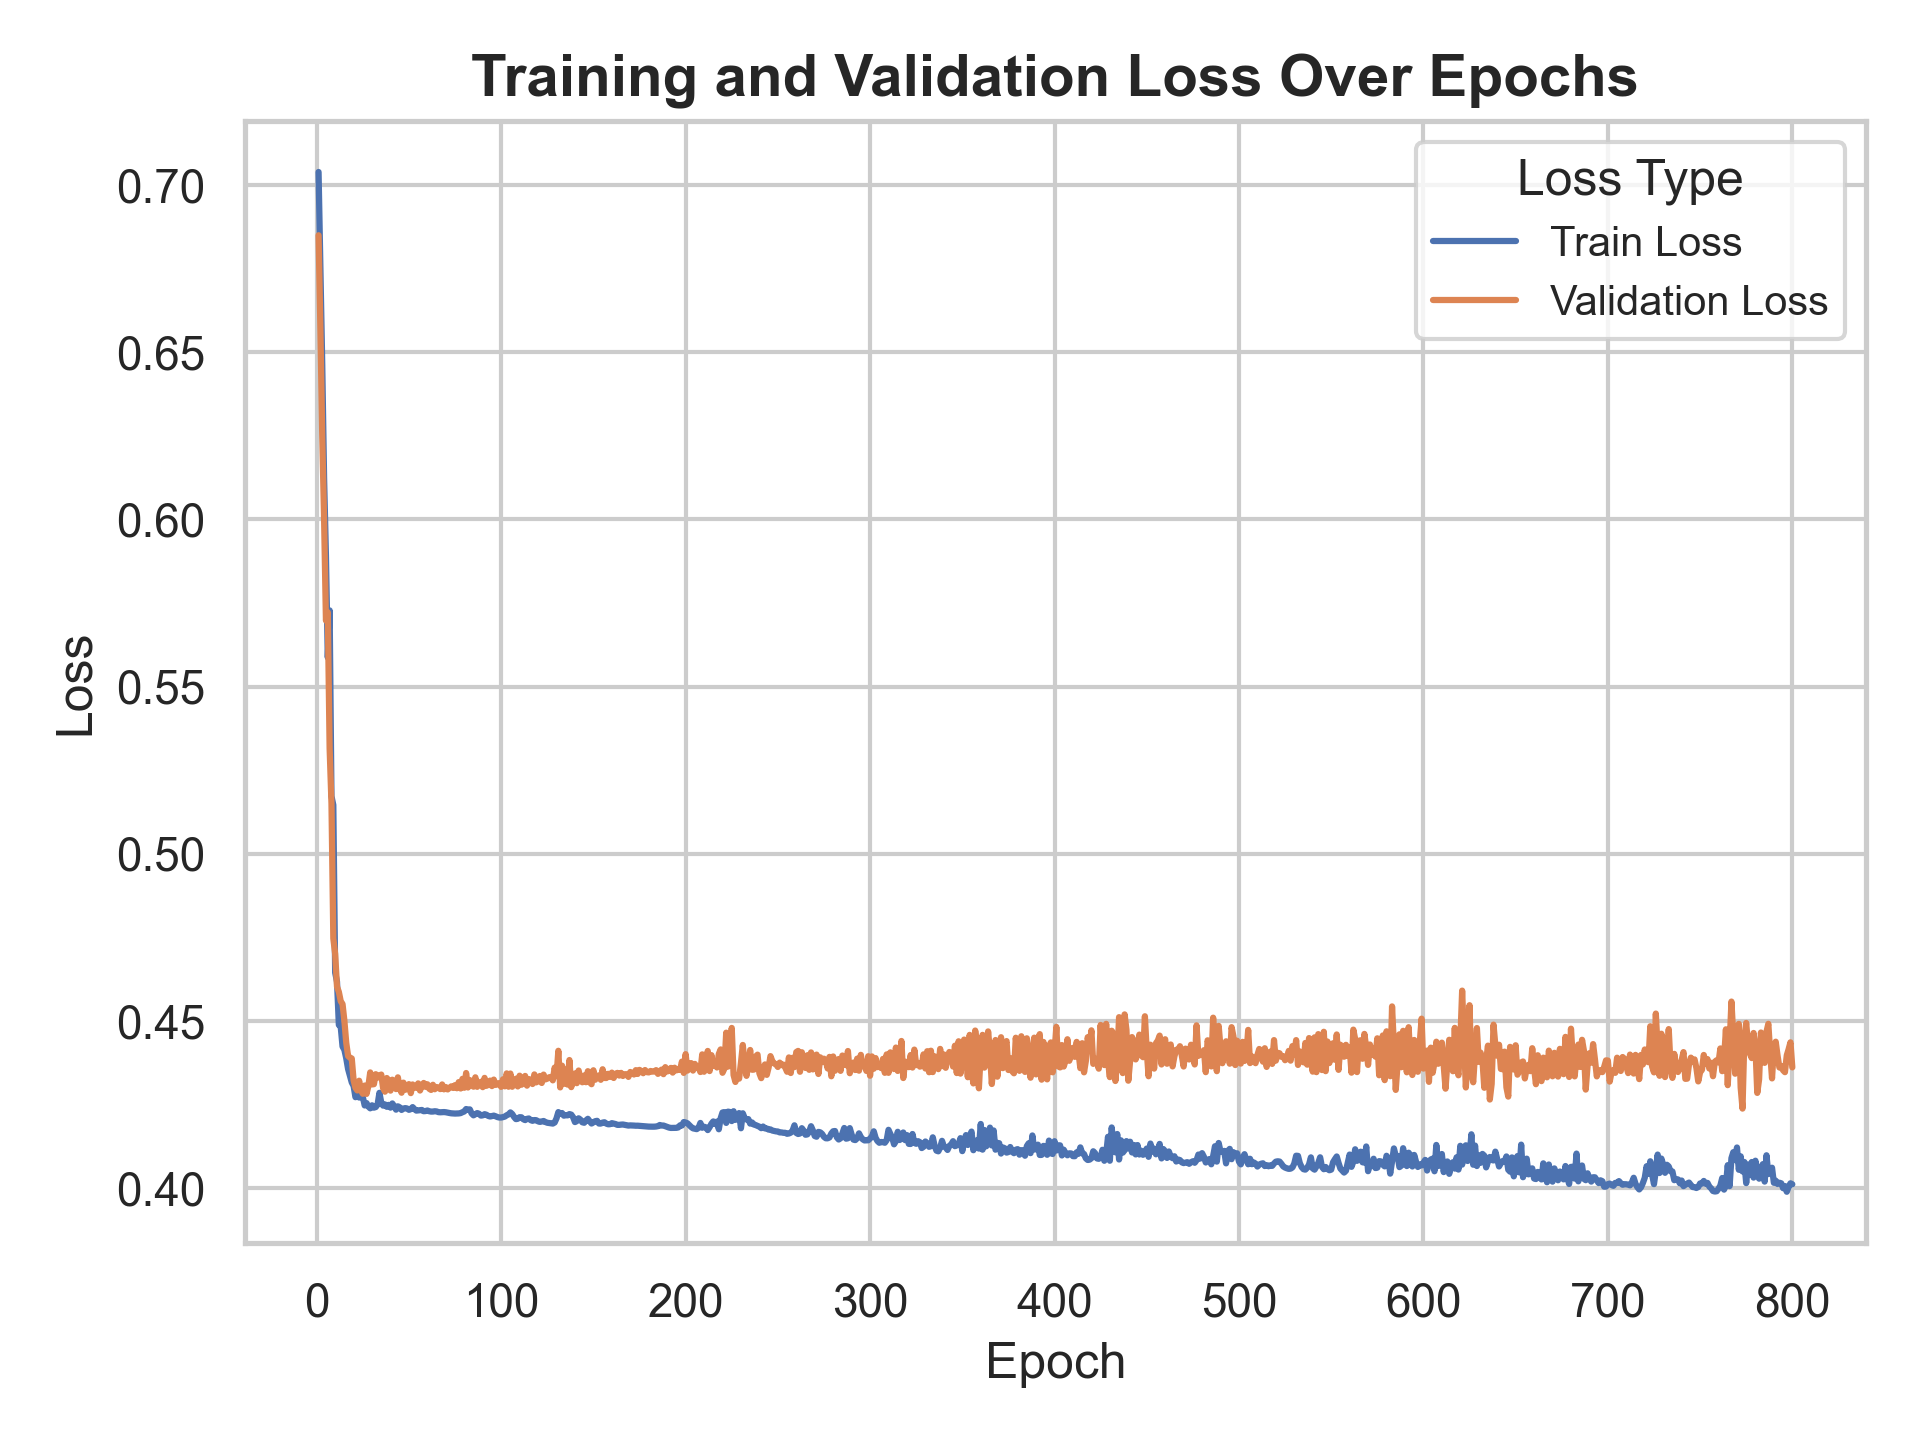 Training and Validation Loss Over Epochs
Loss Type
Train Loss
Validation Loss
0.70
0.65
0.60
0.55
0.50
0.45
0.40
Loss
0 100 200 300 400 500 600 700 800
Epoch